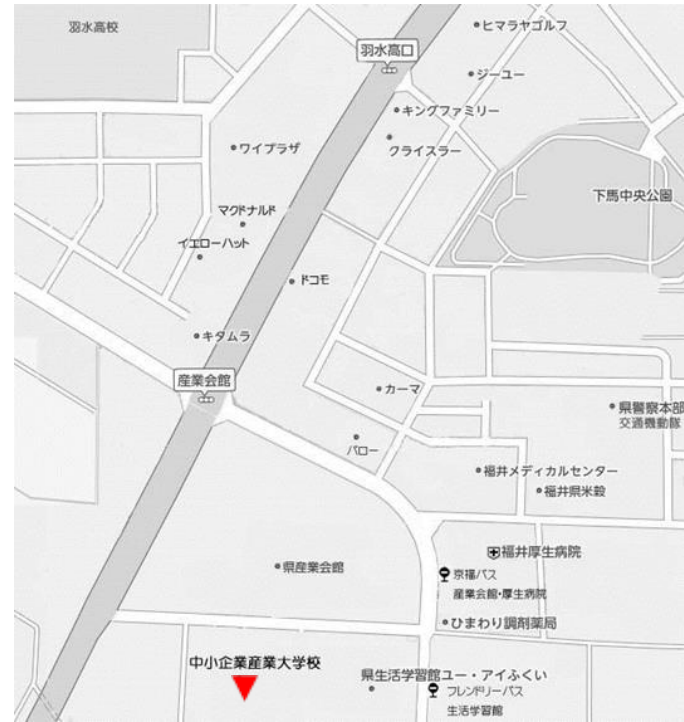 羽水高校
ヒマラヤゴルフ
羽水高口
ジーユー
キングファミリー
クライスラー
ワイプラザ
下馬中央公園
マクドナルド
イエローハット
ドコモ
キタムラ
産業会館
カーマ
県警察本部
交通機動隊
バロー
福井メディカルセンター
福井県米穀
福井厚生病院
県産業会館
京福バス
産業会館・厚生病院
ひまわり調剤薬局
中小企業産業大学校
県生活学習館ユー・アイふくい
フレンドリーバス
生活学習館